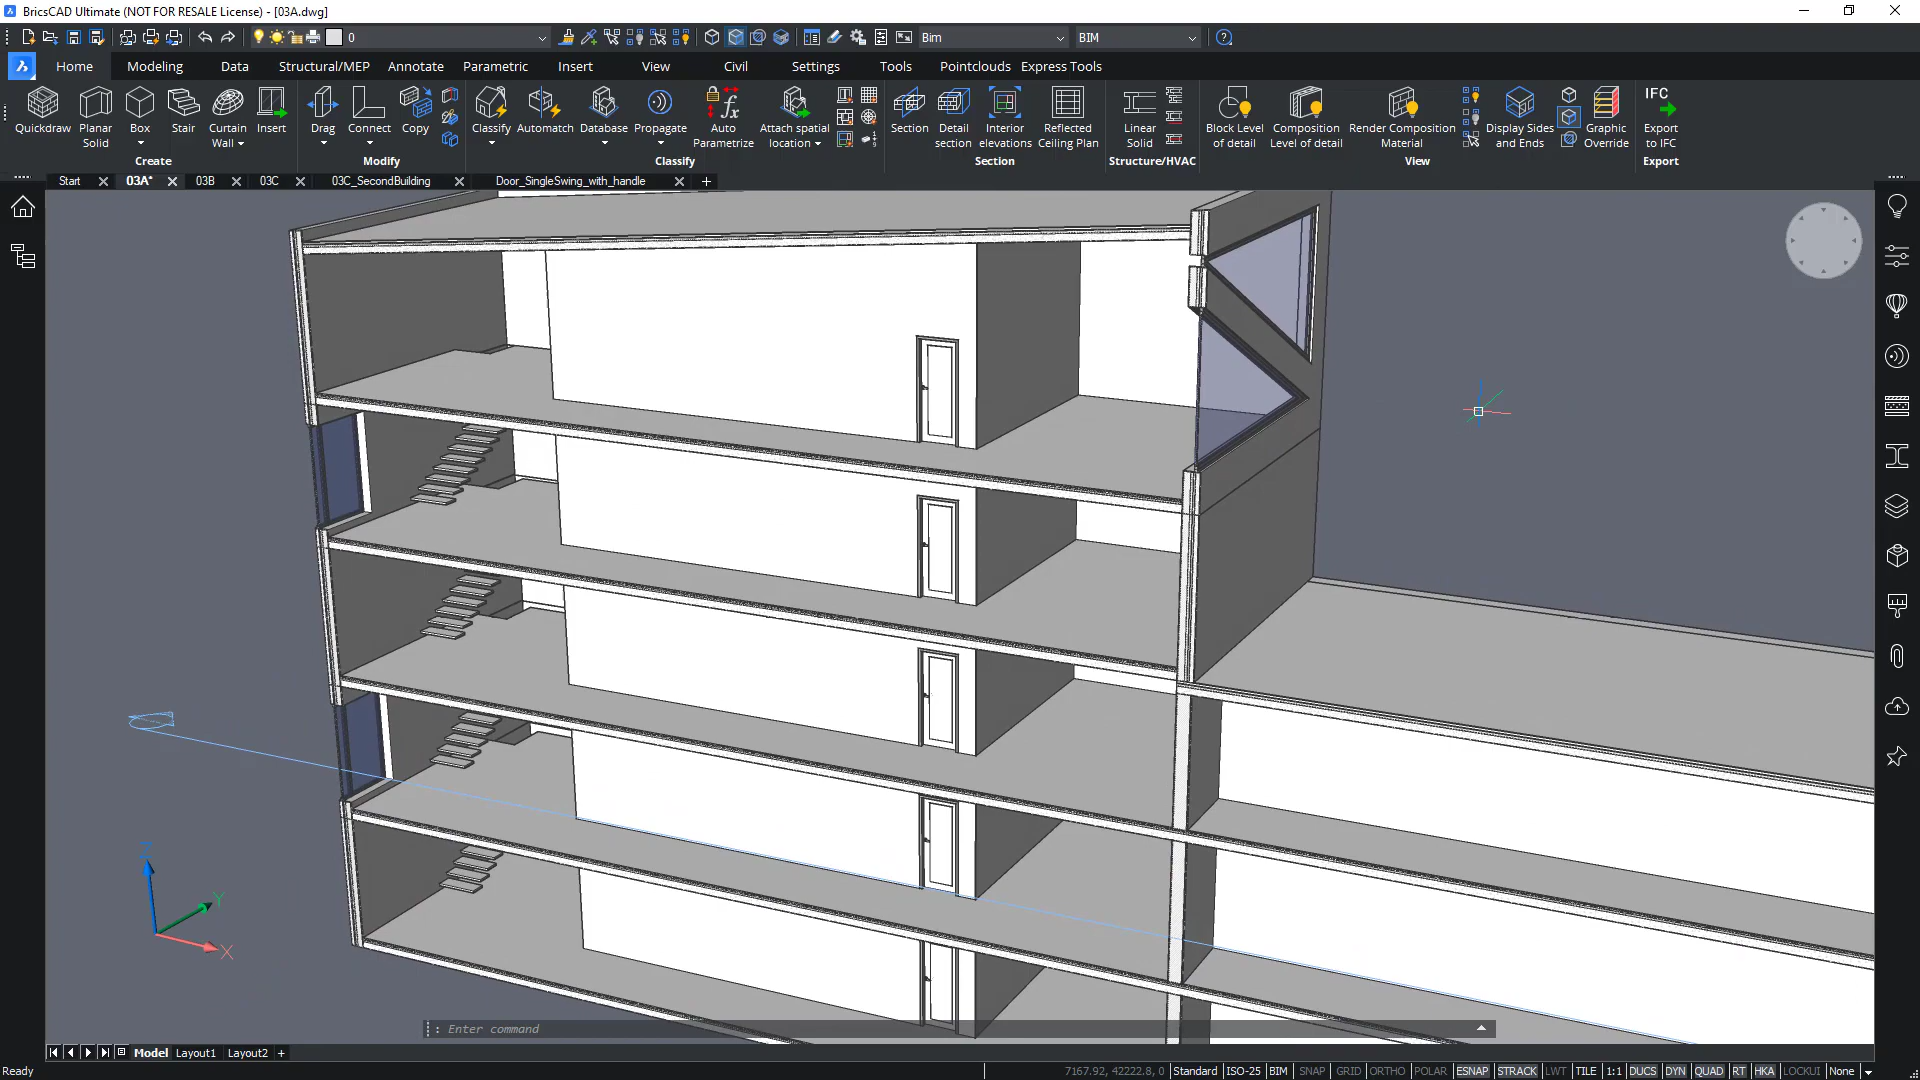 BricsCAD Ultimate (NOT FOR RESALE License) - [03A.dwg]
0
Bim
BIM
Home Modeling Data Structural/MEP Annotate Parametric Insert View Civil Settings Tools Pointclouds Express Tools
Quickdraw
Planar Solid
Box
Stair
Curtain Wall
Insert
Create
Drag
Connect
Copy
Modify
Classify
Automatch
Database
Propagate
Auto Parametrize
Attach spatial location
Classify
Section
Detail section
Interior elevations
Reflected Ceiling Plan
Section
Linear Solid
Structure/HVAC
Block Level of detail
Composition Level of detail
Render Composition Material
Display Sides and Ends
Graphic Override
View
IFC
Export to IFC
Export
Start 03A* 03B 03C 03C_SecondBuilding Door_SingleSwing_with_handle
Z
Y
X
: Enter command
Model Layout1 Layout2 +
Ready
7167.92, 42222.8, 0 Standard ISO-25 BIM SNAP GRID ORTHO POLAR ESNAP STRACK LWT TILE 1:1 DUCS DYN QUAD RT HKA LOCKUI None